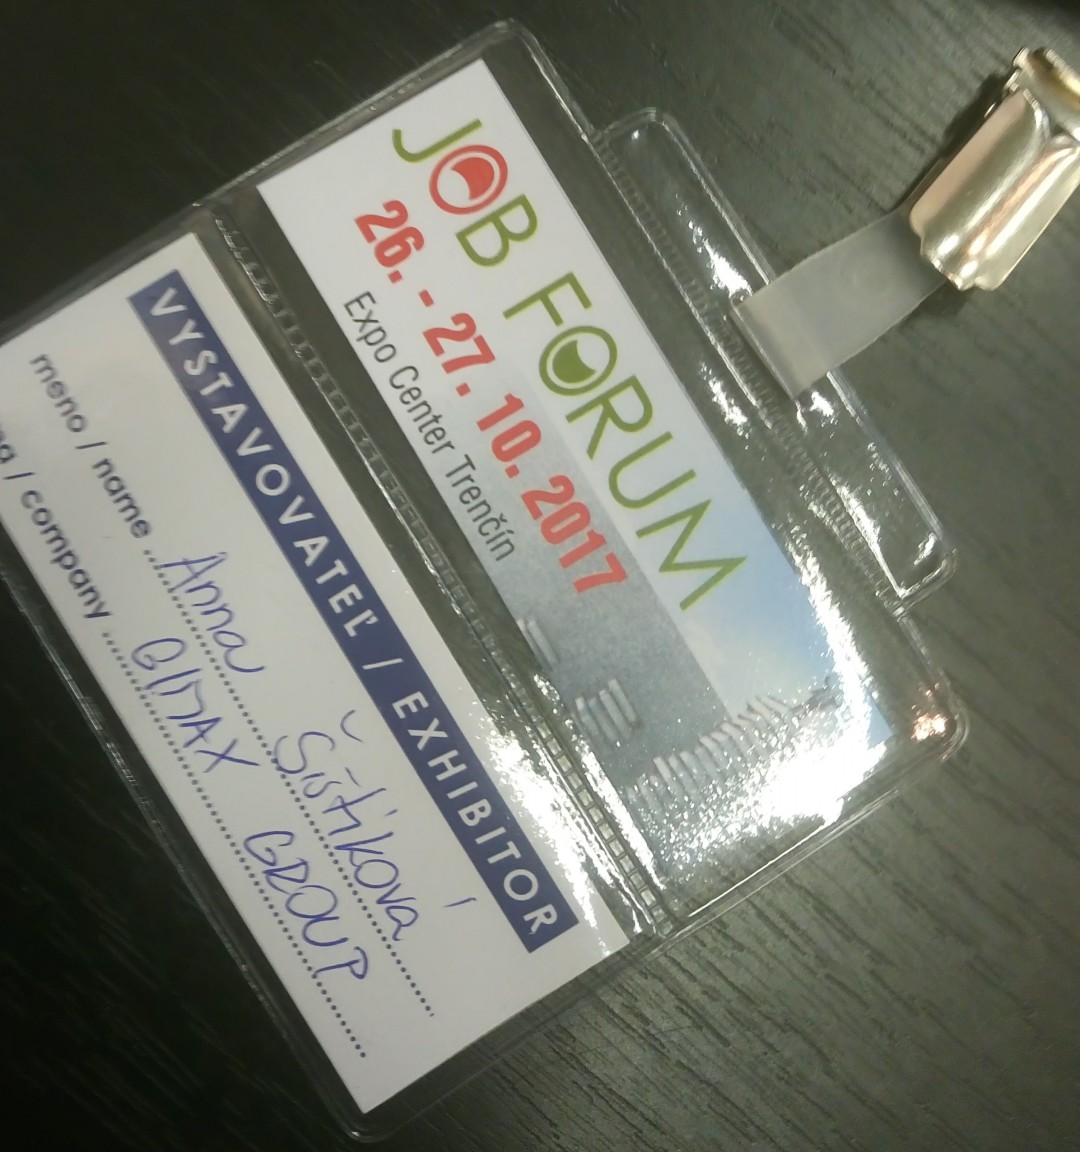 JOB FORUM
26. - 27. 10. 2017
Expo Center Trenčín
VYSTAVOVATEĽ / EXHIBITOR
meno / name Anna Šištíková
/ company GITAX GROUP